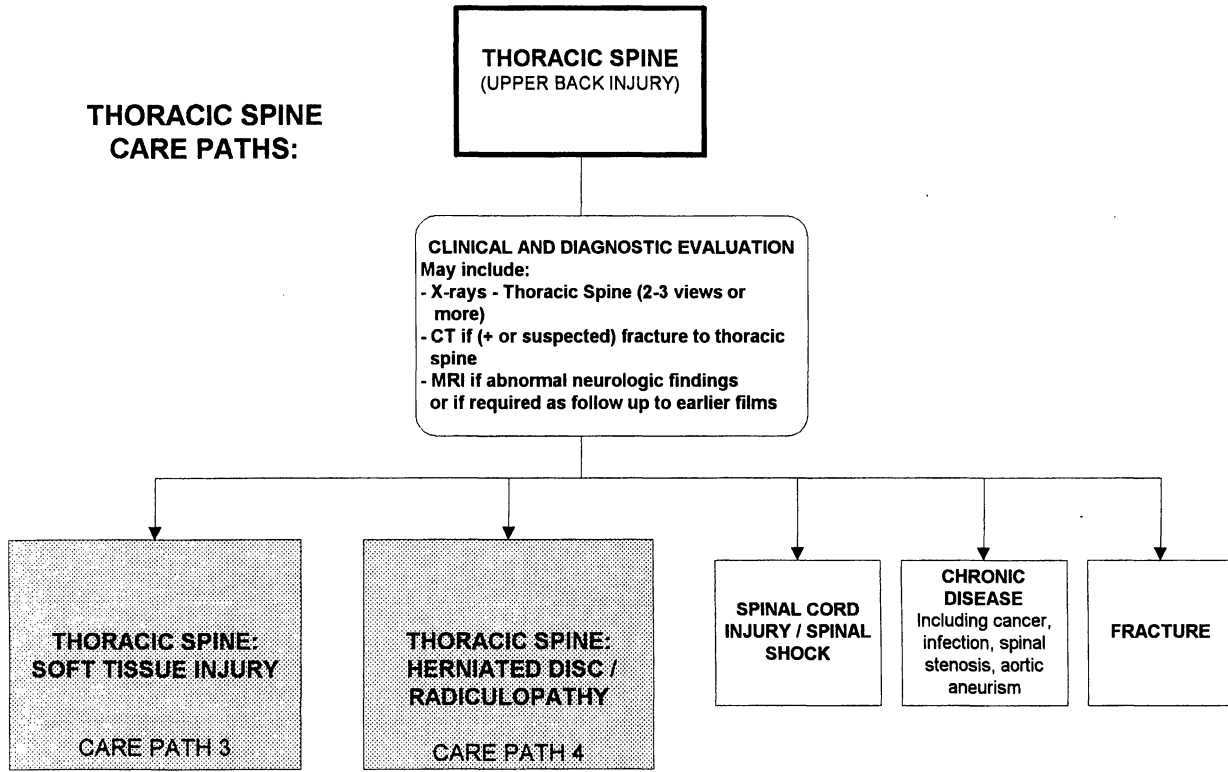 THORACIC SPINE
(UPPER BACK INJURY)
THORACIC SPINE
CARE PATHS:
CLINICAL AND DIAGNOSTIC EVALUATION
May include:
- X-rays - Thoracic Spine (2-3 views or
more)
- CT if (+ or suspected) fracture to thoracic
spine
- MRI if abnormal neurologic findings
or if required as follow up to earlier films
THORACIC SPINE:
SOFT TISSUE INJURY
CARE PATH 3
THORACIC SPINE:
HERNIATED DISC /
RADICULOPATHY
CARE PATH 4
SPINAL CORD
INJURY / SPINAL
SHOCK
CHRONIC
DISEASE
Including cancer,
infection, spinal
stenosis, aortic
aneurism
FRACTURE